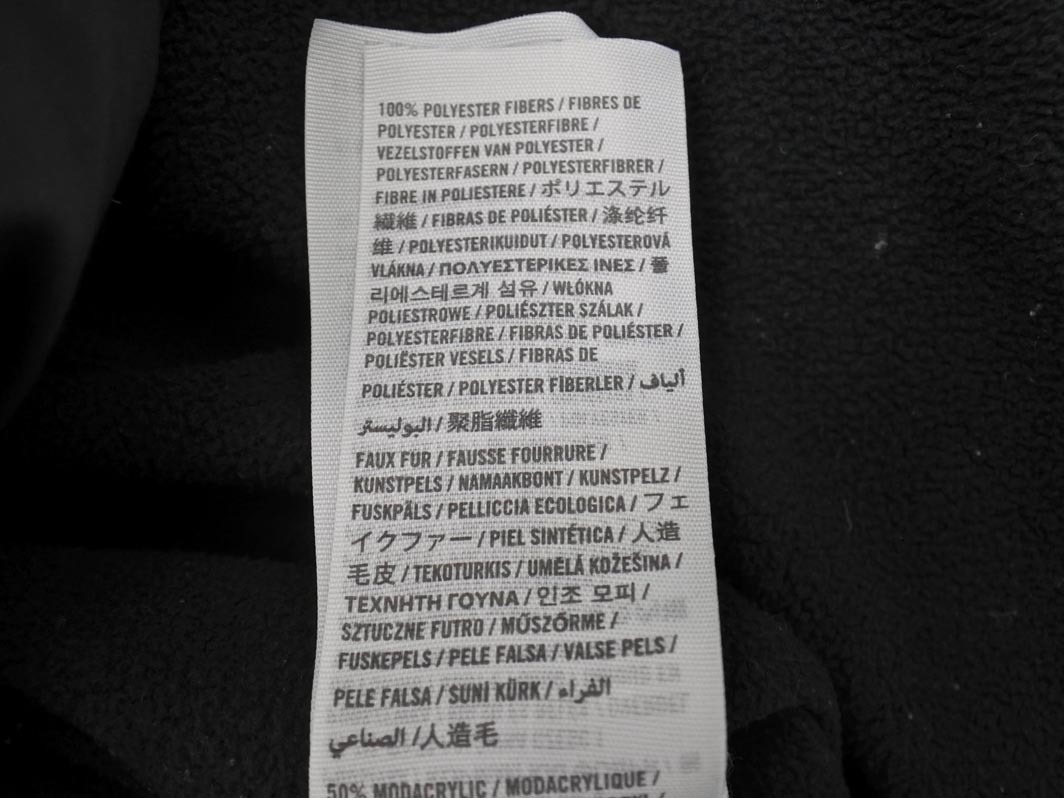 100% POLYESTER FIBERS / FIBRES DE
POLYESTER / POLYESTERFIBRE /
VEZELSTOFFEN VAN POLYESTER /
POLYESTERFASERN / POLYESTERFIBRER /
FIBRE IN POLIESTERE / ポリエステル
繊維 / FIBRAS DE POLIÉSTER / 涤纶纤
维 / POLYESTERIKUIDUT / POLYESTEROVÁ
VLÁKNA / ΠΟΛΥΕΣΤΕΡΙΚΕΣ ΙΝΕΣ / 폴
리에스테르계 섬유 / WŁÓKNA
POLIESTROWE / POLIÉSZTER SZÁLAK /
POLYESTERFIBRE / FIBRAS DE POLIÉSTER /
POLIËSTER VESELS / FIBRAS DE
POLIÉSTER / POLYESTER FİBERLER / ألياف
البوليستر / 聚脂纖維
FAUX FUR / FAUSSE FOURRURE /
KUNSTPELS / NAMAAKBONT / KUNSTPELZ /
FUSKPÄLS / PELLICCIA ECOLOGICA / フェ
イクファー / PIEL SINTÉTICA / 人造
毛皮 / TEKOTURKIS / UMĚLÁ KOŽEŠINA /
ΤΕΧΝΗΤΗ ΓΟΥΝΑ / 인조 모피 /
SZTUCZNE FUTRO / MŰSZŐRME /
FUSKEPELS / PELE FALSA / VALSE PELS /
PELE FALSA / SUNİ KÜRK / الفراء
الصناعي /人造毛
50% MODACRYLIC / MODACRYLIQUE /